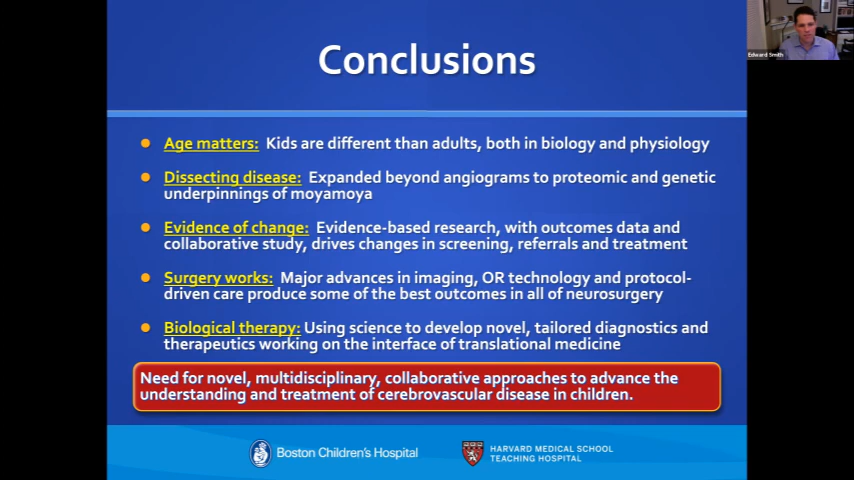 Conclusions
Edward Smith
Age matters: Kids are different than adults, both in biology and physiology
Dissecting disease: Expanded beyond angiograms to proteomic and genetic
underpinnings of moyamoya
Evidence of change: Evidence-based research, with outcomes data and
collaborative study, drives changes in screening, referrals and treatment
Surgery works: Major advances in imaging, OR technology and protocol-
driven care produce some of the best outcomes in all of neurosurgery
Biological therapy: Using science to develop novel, tailored diagnostics and
therapeutics working on the interface of translational medicine
Need for novel, multidisciplinary, collaborative approaches to advance the
understanding and treatment of cerebrovascular disease in children.
Boston Children's Hospital
HARVARD MEDICAL SCHOOL
TEACHING HOSPITAL